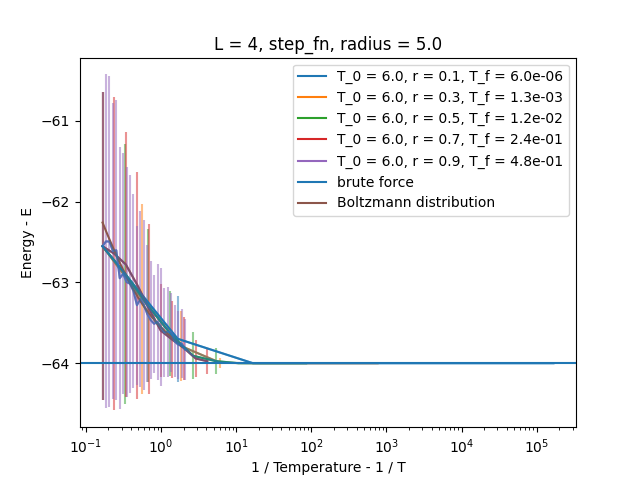 L = 4, step_fn, radius = 5.0
T_0 = 6.0, r = 0.1, T_f = 6.0e-06
T_0 = 6.0, r = 0.3, T_f = 1.3e-03
T_0 = 6.0, r = 0.5, T_f = 1.2e-02
T_0 = 6.0, r = 0.7, T_f = 2.4e-01
T_0 = 6.0, r = 0.9, T_f = 4.8e-01
brute force
Boltzmann distribution
Energy - E
−61
−62
−63
−64
10⁻¹ 10⁰ 10¹ 10² 10³ 10⁴ 10⁵
1 / Temperature - 1 / T